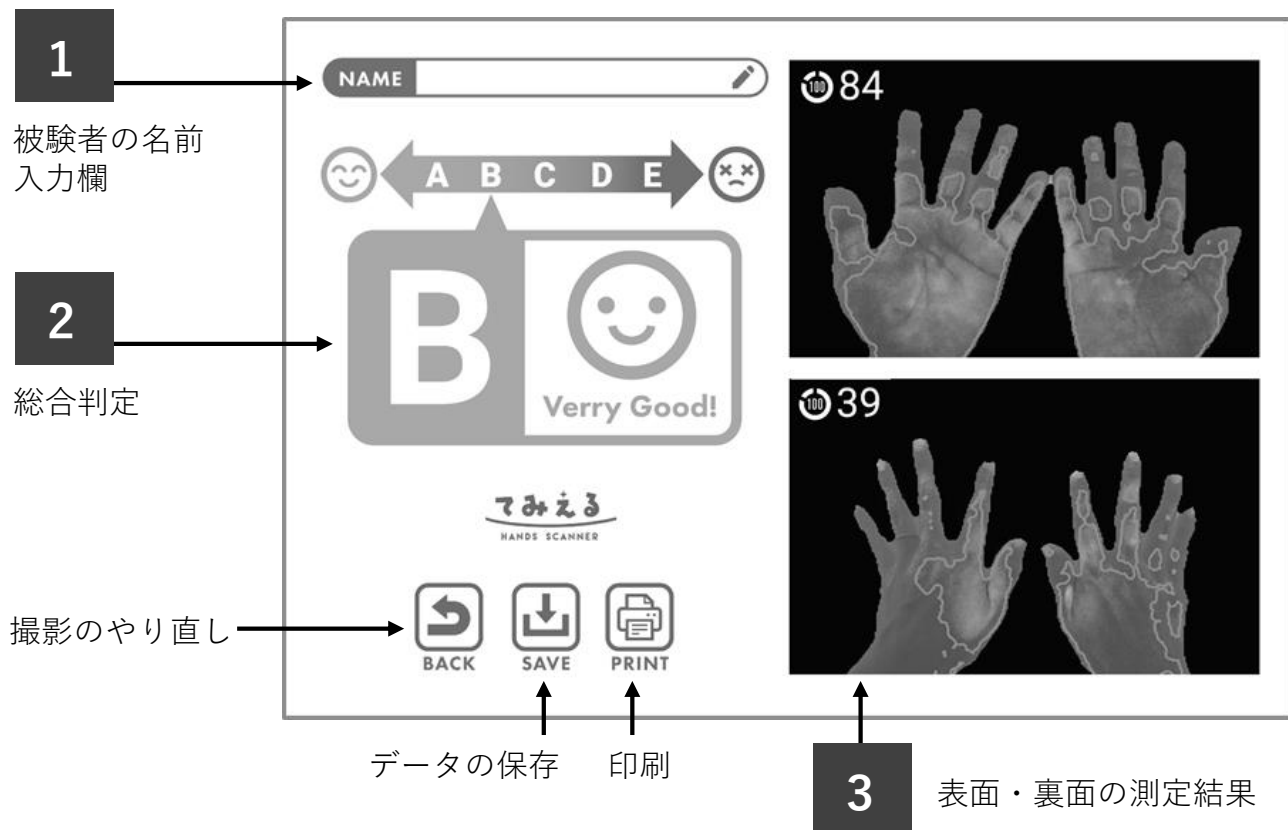 1
被験者の名前
入力欄
NAME
A B C D E
2
総合判定
B
Verry Good!
てみえる
HANDS SCANNER
撮影のやり直し
BACK
SAVE
PRINT
データの保存
印刷
100 84
100 39
3
表面・裏面の測定結果